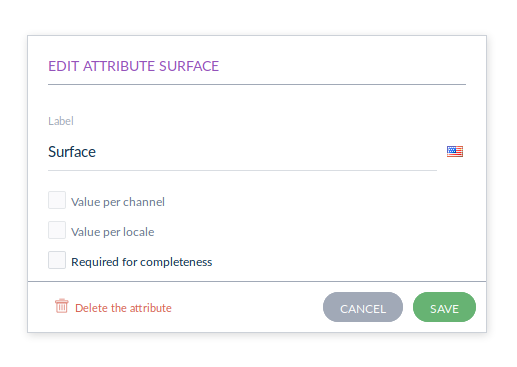 EDIT ATTRIBUTE SURFACE
Label
Surface
Value per channel
Value per locale
Required for completeness
Delete the attribute
CANCEL
SAVE